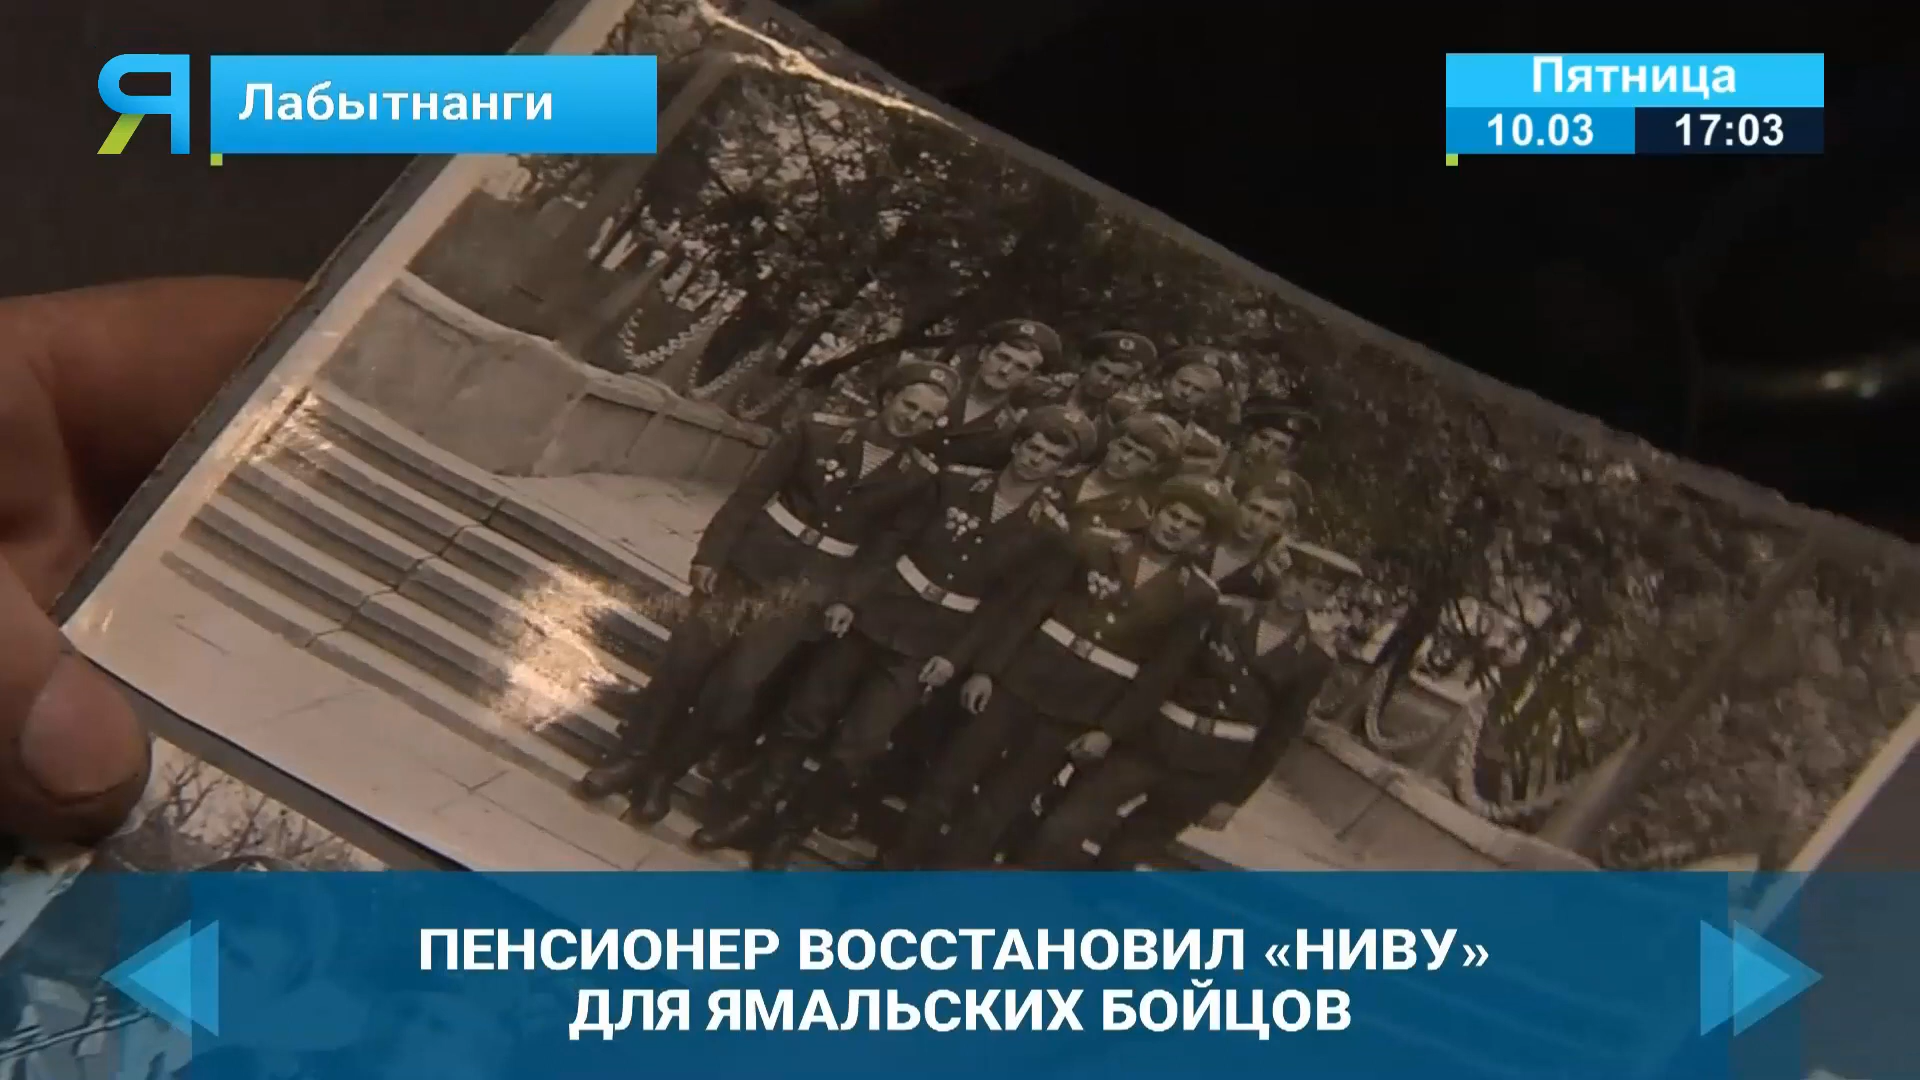 Я
Лабытнанги
Пятница
10.03
17:03
ПЕНСИОНЕР ВОССТАНОВИЛ «НИВУ»
ДЛЯ ЯМАЛЬСКИХ БОЙЦОВ